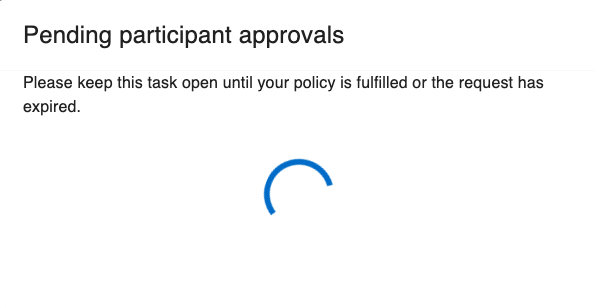 Pending participant approvals
Please keep this task open until your policy is fulfilled or the request has
expired.